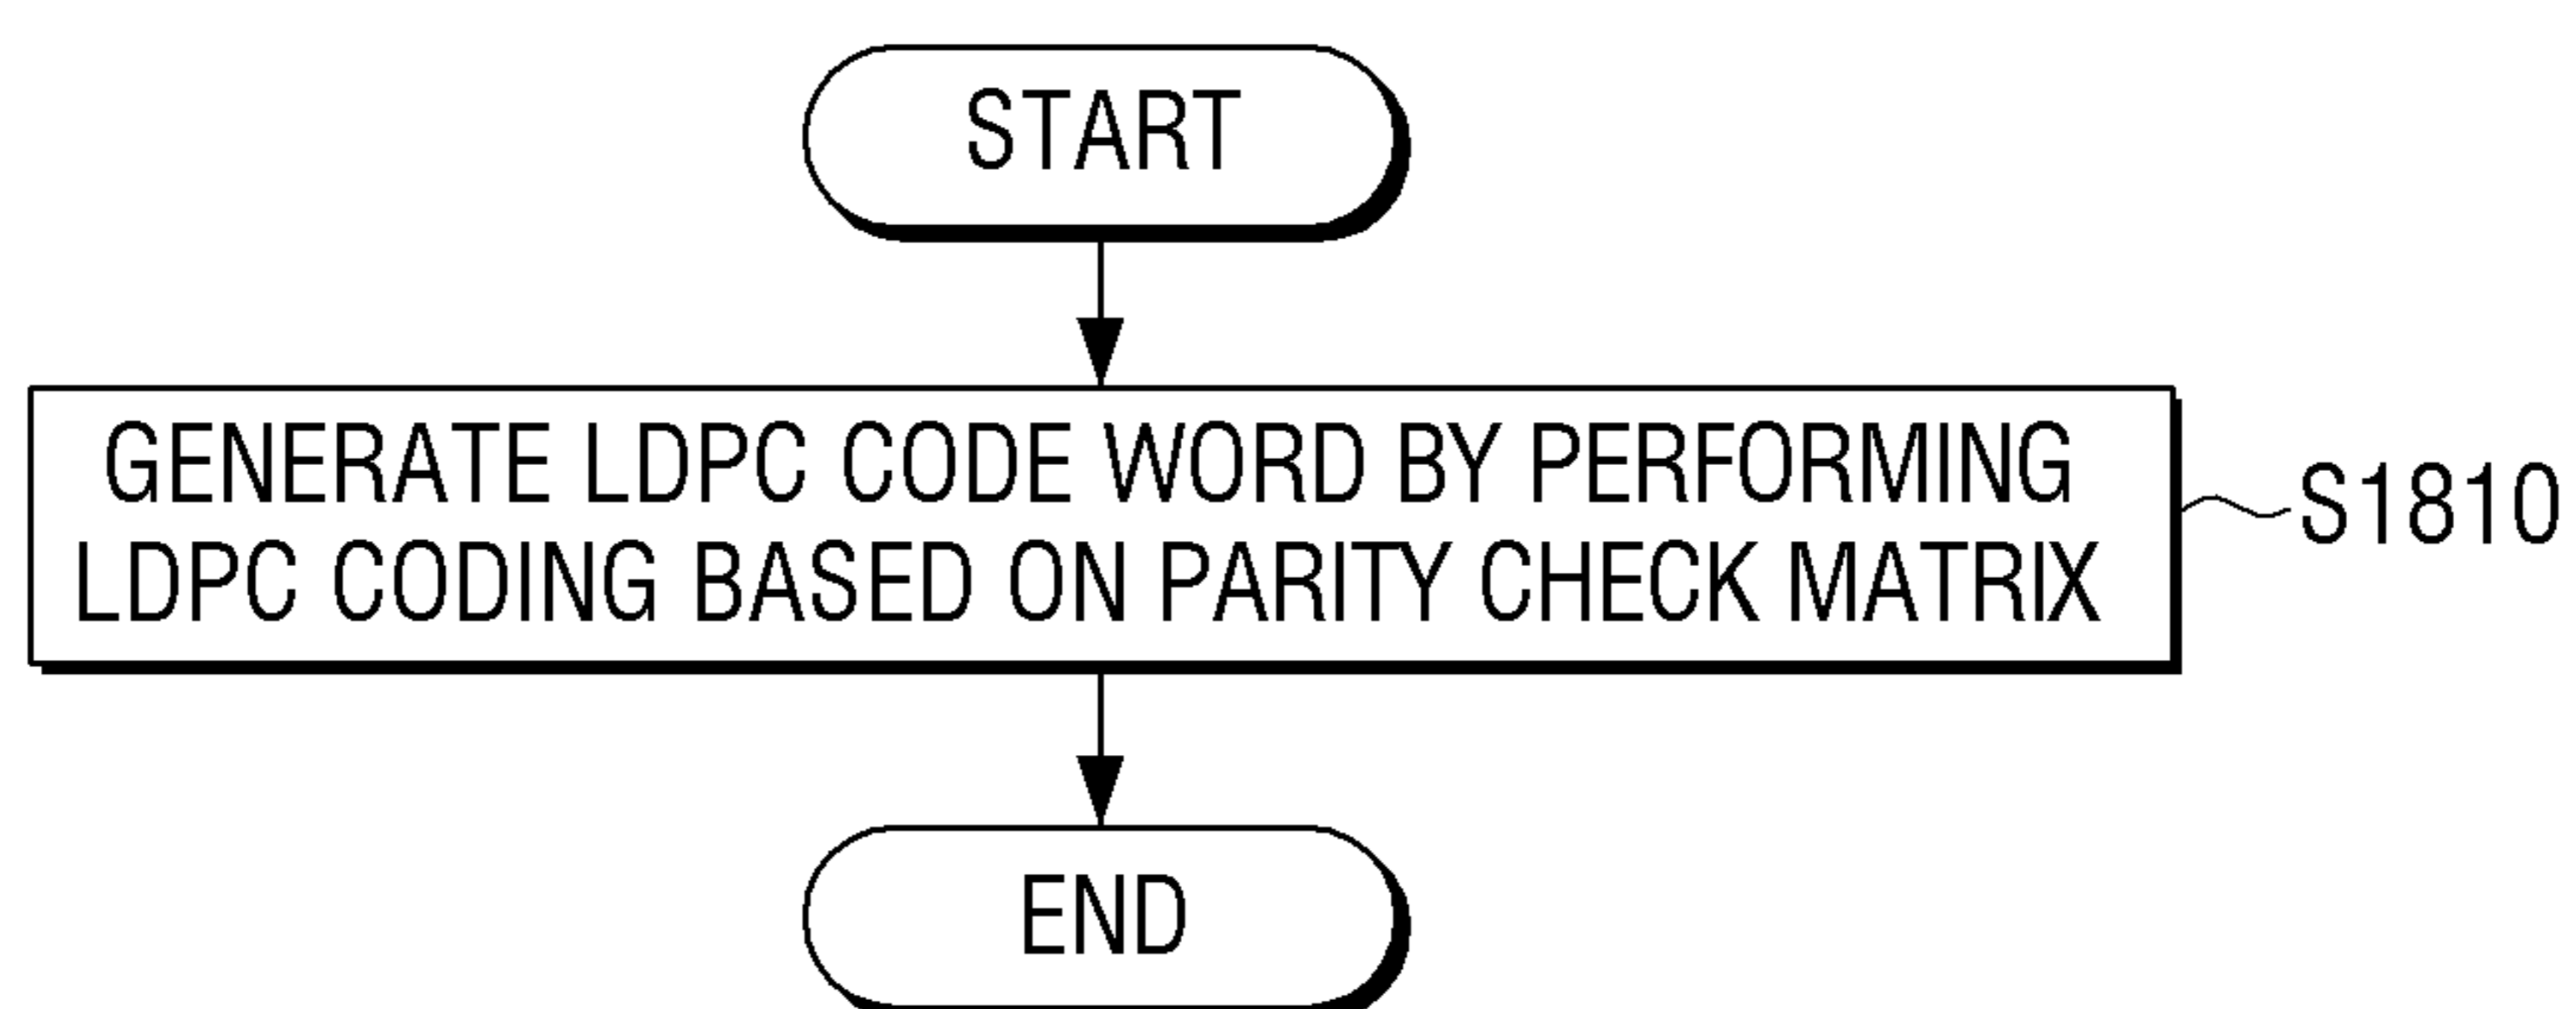 START
GENERATE LDPC CODE WORD BY PERFORMING
LDPC CODING BASED ON PARITY CHECK MATRIX
S1810
END